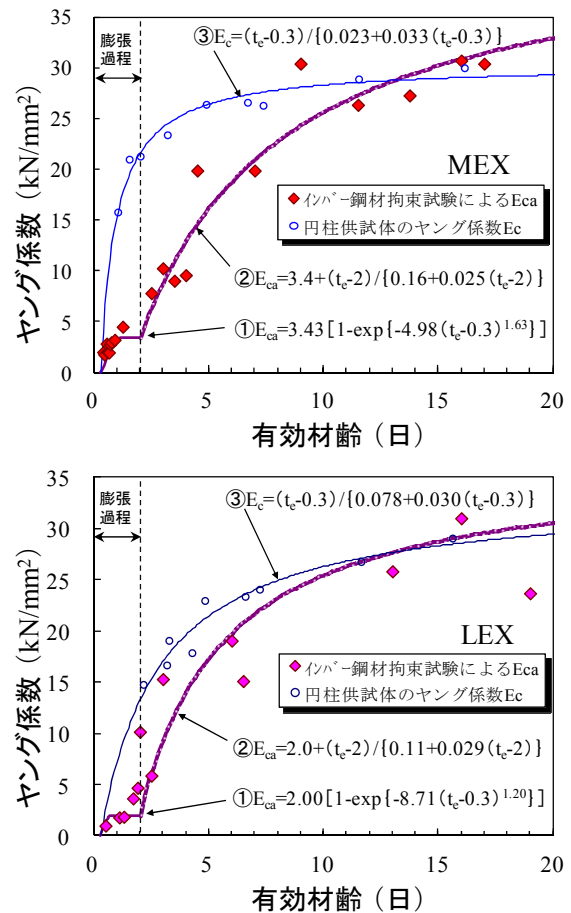 35
30
25
20
15
10
5
0
ヤング係数 (kN/mm²)
膨張
過程
③Ec=(te-0.3)/{0.023+0.033(te-0.3)}
MEX
インバー鋼材拘束試験によるEca
円柱供試体のヤング係数Ec
②Eca=3.4+(te-2)/{0.16+0.025(te-2)}
①Eca=3.43[1-exp{-4.98(te-0.3)^1.63}]
0 5 10 15 20
有効材齢(日)
35
30
25
20
15
10
5
0
ヤング係数 (kN/mm²)
膨張
過程
③Ec=(te-0.3)/{0.078+0.030(te-0.3)}
LEX
インバー鋼材拘束試験によるEca
円柱供試体のヤング係数Ec
②Eca=2.0+(te-2)/{0.11+0.029(te-2)}
①Eca=2.00[1-exp{-8.71(te-0.3)^1.20}]
0 5 10 15 20
有効材齢(日)